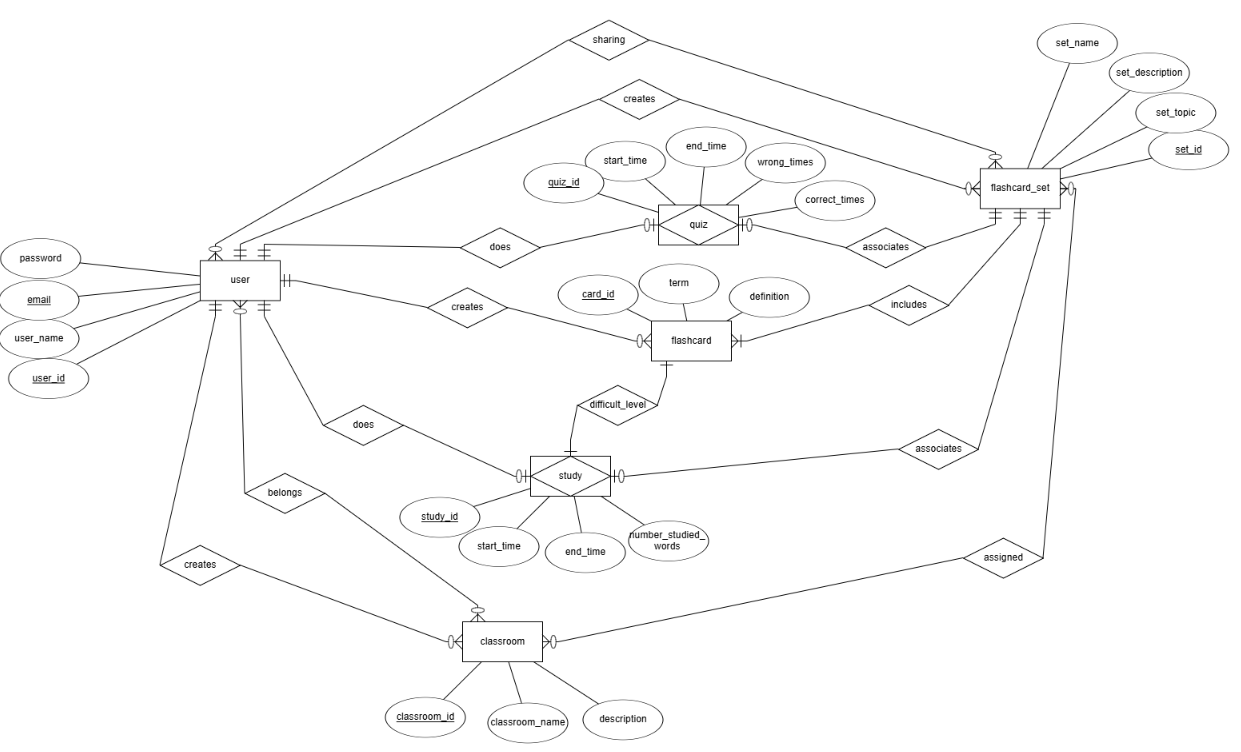 sharing
set_name
set_description
creates
set_topic
end_time
start_time
wrong_times
set_id
quiz_id
flashcard_set
correct_times
quiz
does
associates
password
user
term
card_id
definition
email
creates
includes
user_name
flashcard
user_id
difficult_level
does
associates
study
belongs
study_id
number_studied_
words
start_time
end_time
assigned
creates
classroom
classroom_id
classroom_name
description